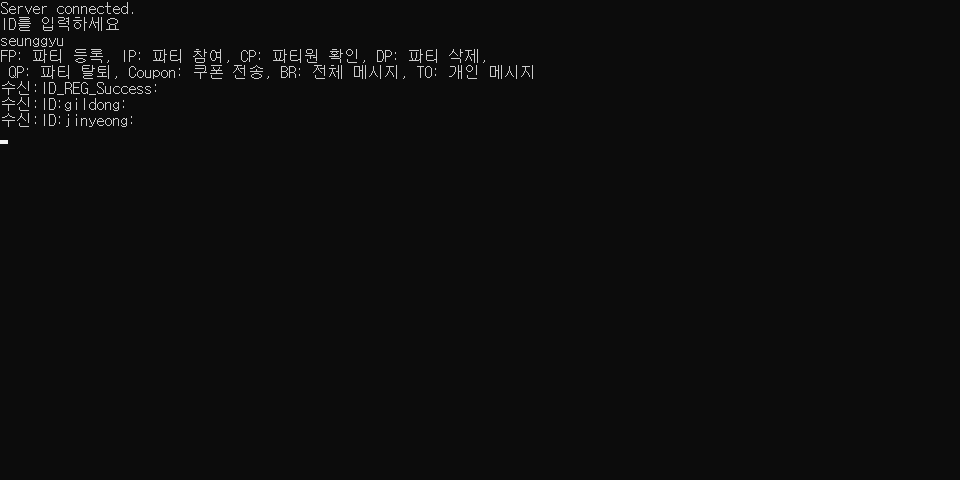 Server connected.
ID를 입력하세요
seunggyu
FP: 파티 등록, IP: 파티 참여, CP: 파티원 확인, DP: 파티 삭제,
QP: 파티 탈퇴, Coupon: 쿠폰 전송, BR: 전체 메시지, TO: 개인 메시지
수신:ID_REG_Success:
수신:ID:gildong:
수신:ID:jinyeong: